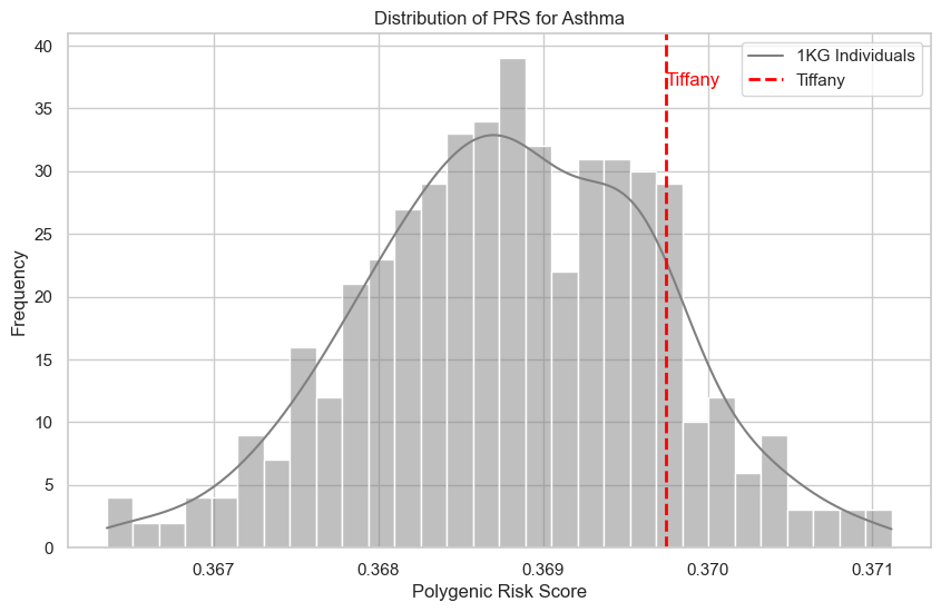 Distribution of PRS for Asthma
40
35
30
25
20
15
10
5
0
Frequency
1KG Individuals
Tiffany
Tiffany
0.367 0.368 0.369 0.370 0.371
Polygenic Risk Score